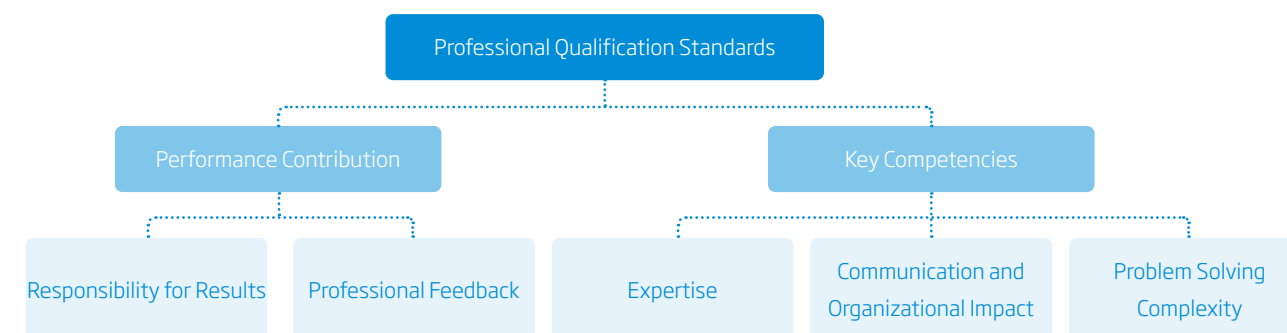 Professional Qualification Standards
Performance Contribution
Key Competencies
Responsibility for Results
Professional Feedback
Expertise
Communication and
Organizational Impact
Problem Solving
Complexity